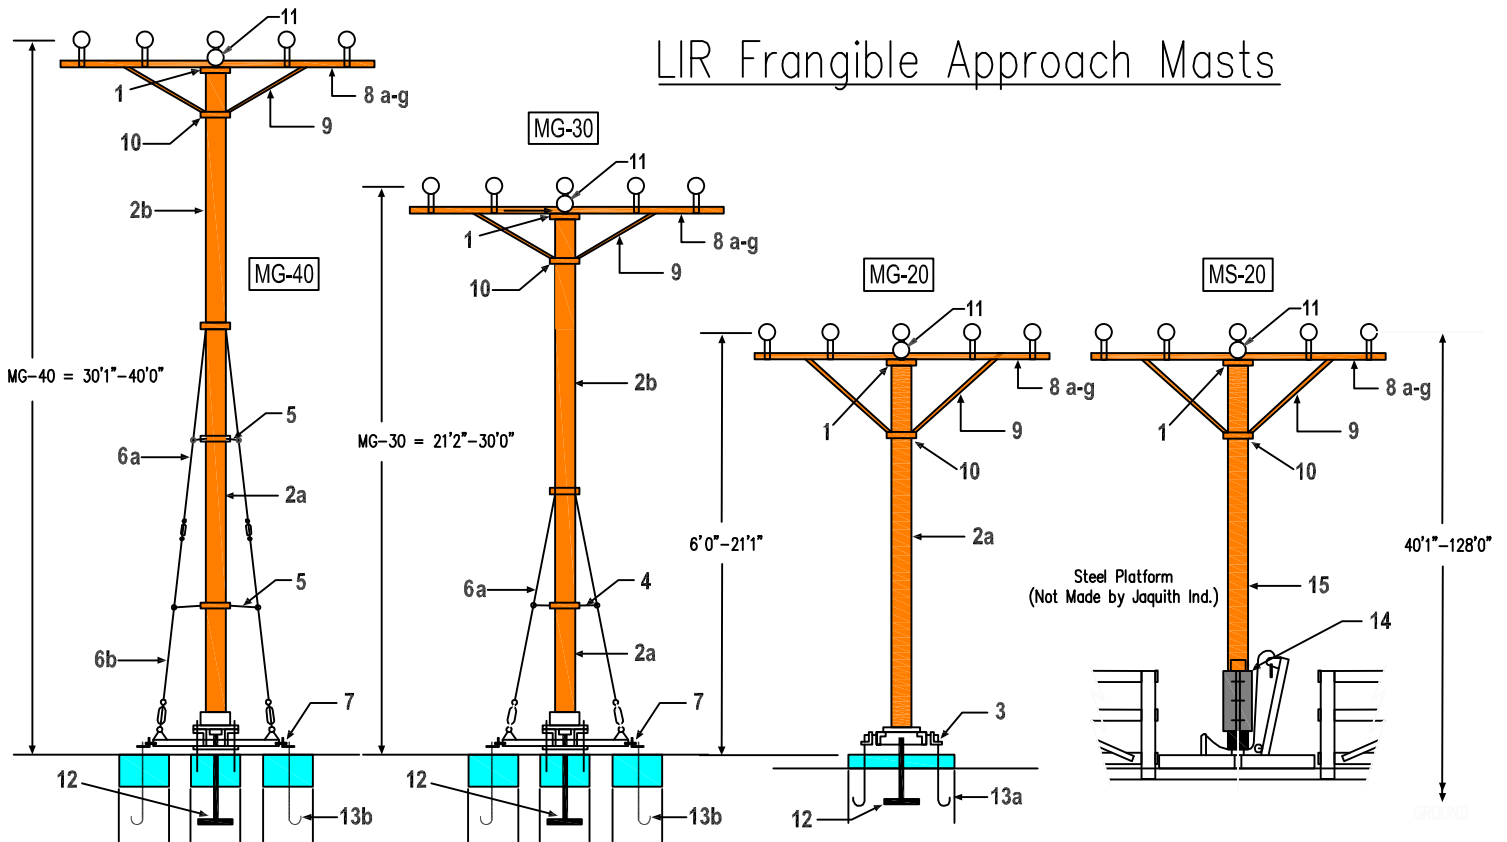 LIR Frangible Approach Masts
11
1
8 a-g
9
10
2b
MG-40
MG-40 = 30'1"-40'0"
5
6a
2a
5
6b
7
12
13b
MG-30
11
1
8 a-g
9
10
2b
MG-30 = 21'2"-30'0"
6a
4
2a
7
12
13b
MG-20
11
8 a-g
1
9
10
6'0"-21'1"
2a
3
12
13a
MS-20
11
8 a-g
1
9
10
40'1"-128'0"
Steel Platform
(Not Made by Jaquith Ind.)
15
14
GROUND